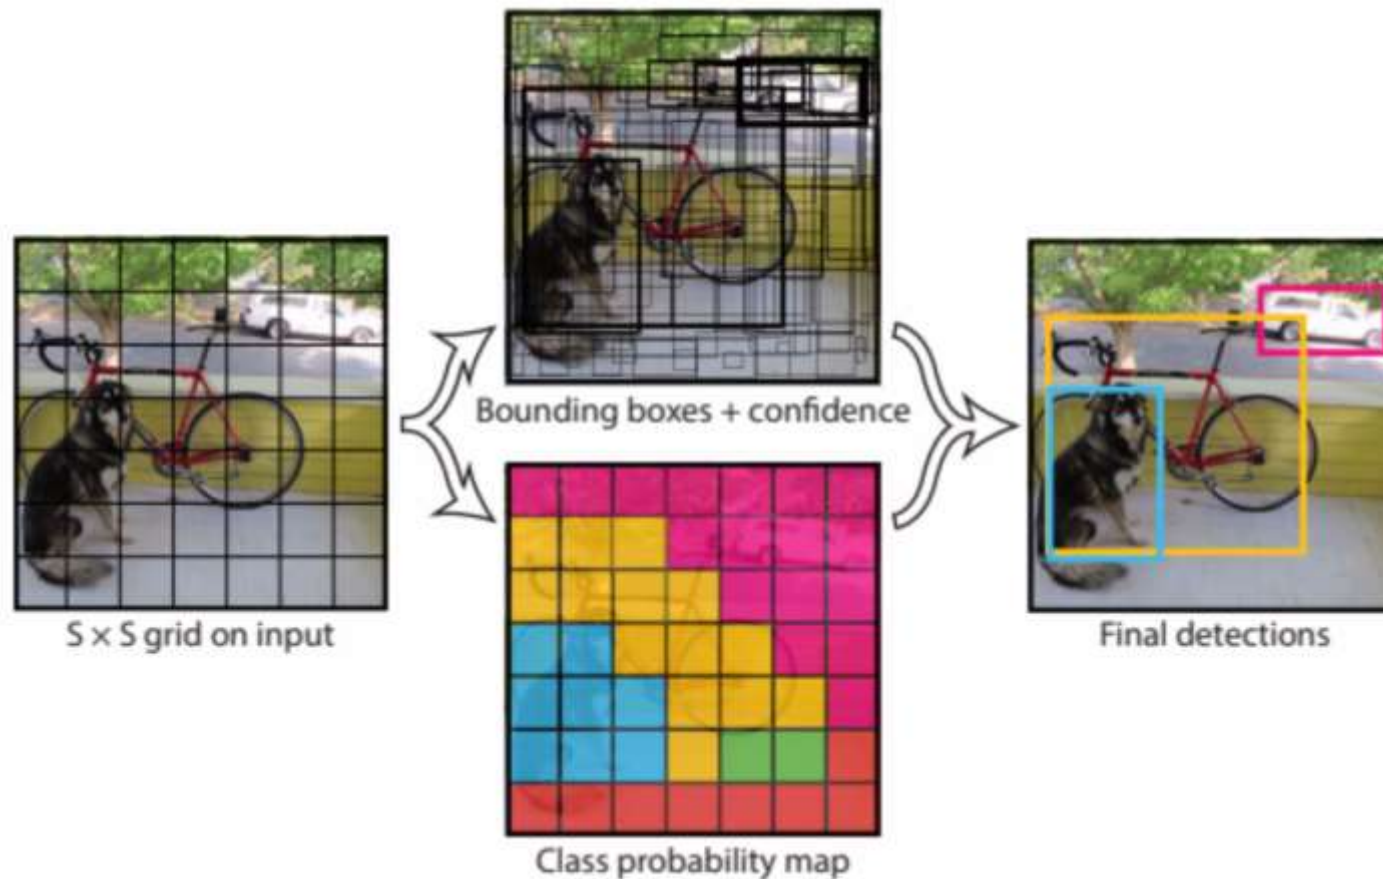 S × S grid on input
Bounding boxes + confidence
Class probability map
Final detections